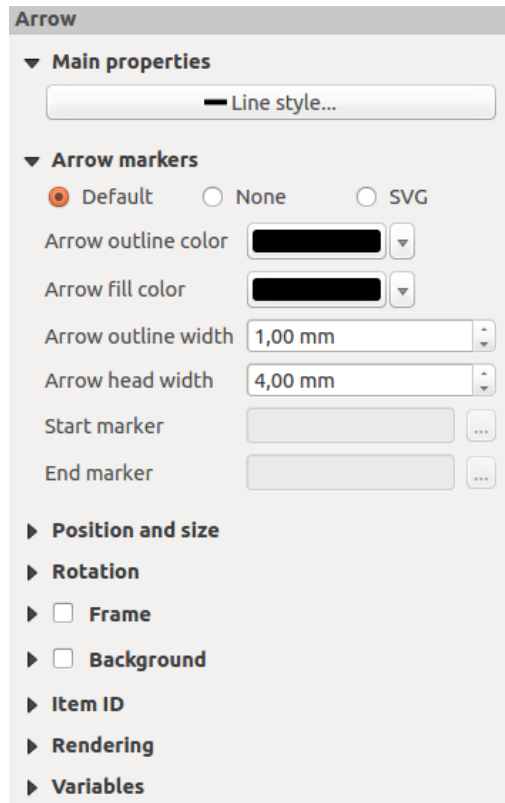 Arrow
Main properties
Line style...
Arrow markers
Default None SVG
Arrow outline color
Arrow fill color
Arrow outline width 1,00 mm
Arrow head width 4,00 mm
Start marker ...
End marker ...
Position and size
Rotation
Frame
Background
Item ID
Rendering
Variables